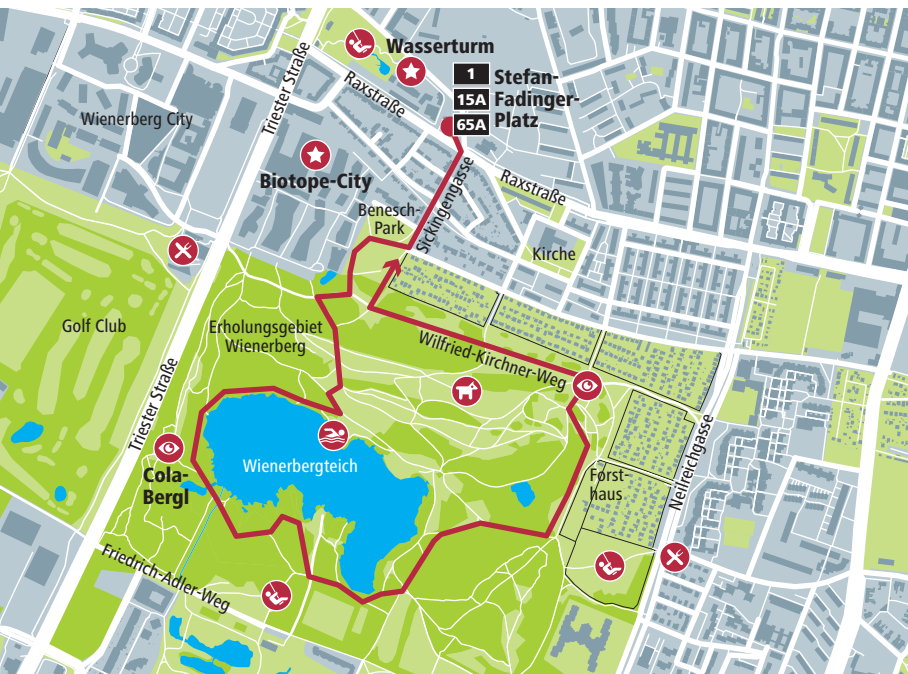 Wasserturm
1
Stefan-
15A
Fadinger-
65A
Platz
Triester Straße
Raxstraße
Wienerberg City
Biotope-City
Raxstraße
Sickingengasse
Benesch-
Park
Kirche
Golf Club
Erholungsgebiet
Wienerberg
Wilfried-Kirchner-Weg
Triester Straße
Wienerbergteich
Cola-
Bergl
Forst-
haus
Neilreichgasse
Friedrich-Adler-Weg